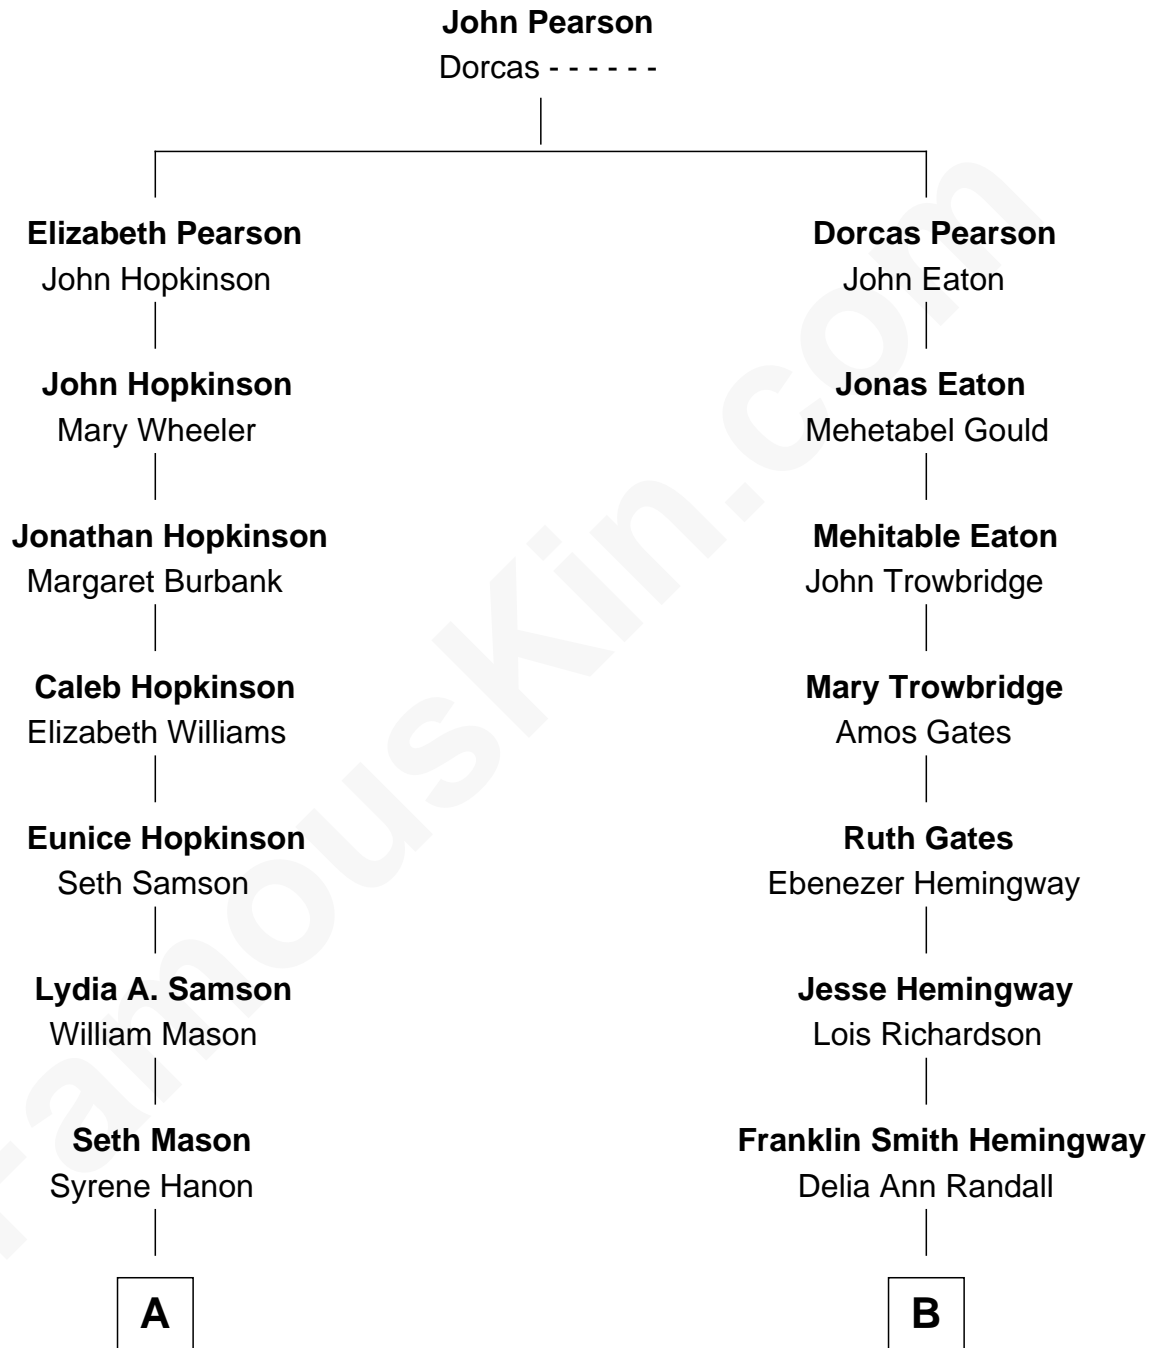 John Pearson
Dorcas - - - - - -
Elizabeth Pearson
John Hopkinson
Dorcas Pearson
John Eaton
John Hopkinson
Mary Wheeler
Jonas Eaton
Mehetabel Gould
Jonathan Hopkinson
Margaret Burbank
Mehitable Eaton
John Trowbridge
Caleb Hopkinson
Elizabeth Williams
Mary Trowbridge
Amos Gates
Eunice Hopkinson
Seth Samson
Ruth Gates
Ebenezer Hemingway
Lydia A. Samson
William Mason
Jesse Hemingway
Lois Richardson
Seth Mason
Syrene Hanon
Franklin Smith Hemingway
Delia Ann Randall
A
B
FamousKin.com